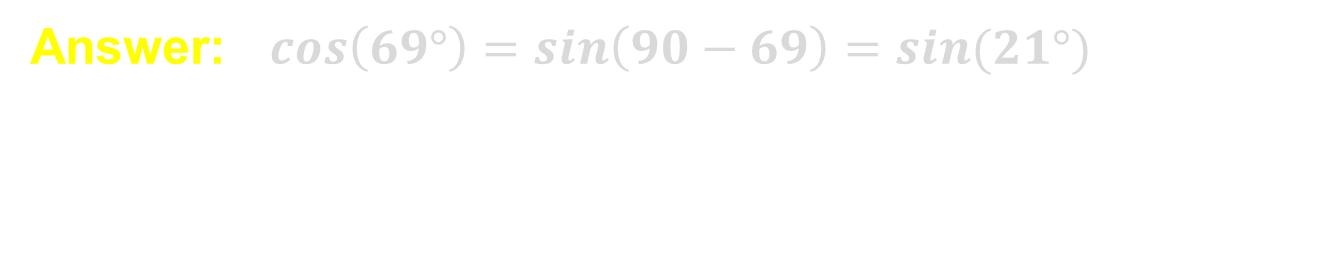 Answer: cos(69°) = sin(90 − 69) = sin(21°)